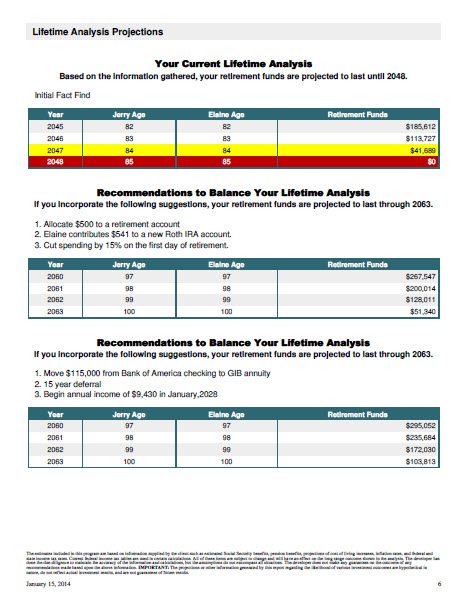 Lifetime Analysis Projections
Your Current Lifetime Analysis
Based on the information gathered, your retirement funds are projected to last until 2048.
Initial Fact Find
Year Jerry Age Elaine Age Retirement Funds
2045 82 82 $185,612
2046 83 83 $113,727
2047 84 84 $41,689
2048 85 85 $0
Recommendations to Balance Your Lifetime Analysis
If you incorporate the following suggestions, your retirement funds are projected to last through 2063.
1. Allocate $500 to a retirement account
2. Elaine contributes $541 to a new Roth IRA account.
3. Cut spending by 15% on the first day of retirement.
Year Jerry Age Elaine Age Retirement Funds
2060 97 97 $267,547
2061 98 98 $200,014
2062 99 99 $128,011
2063 100 100 $51,340
Recommendations to Balance Your Lifetime Analysis
If you incorporate the following suggestions, your retirement funds are projected to last through 2063.
1. Move $115,000 from Bank of America checking to GIB annuity
2. 15 year deferral
3. Begin annual income of $9,430 in January,2028
Year Jerry Age Elaine Age Retirement Funds
2060 97 97 $295,052
2061 98 98 $235,684
2062 99 99 $172,030
2063 100 100 $103,813
The estimates included in this program are based on information supplied by the client such as estimated Social Security benefits, pension benefits, projections of cost of living increases, inflation rates, and federal and
state income tax rates. Current federal income tax tables are used in certain calculations. All of these items are subject to change and will have an effect on the long range outcome shown in the analysis. The developer has
done the due diligence to maintain the accuracy of the information and calculations, but the assumptions do not encompass all situations. The developer does not make any guarantees on the outcome of any
recommendations made based upon the above information. IMPORTANT: The projections or other information generated by this report regarding the likelihood of various investment outcomes are hypothetical in
nature, do not reflect actual investment results, and are not guarantees of future results.
January 15, 2014 6